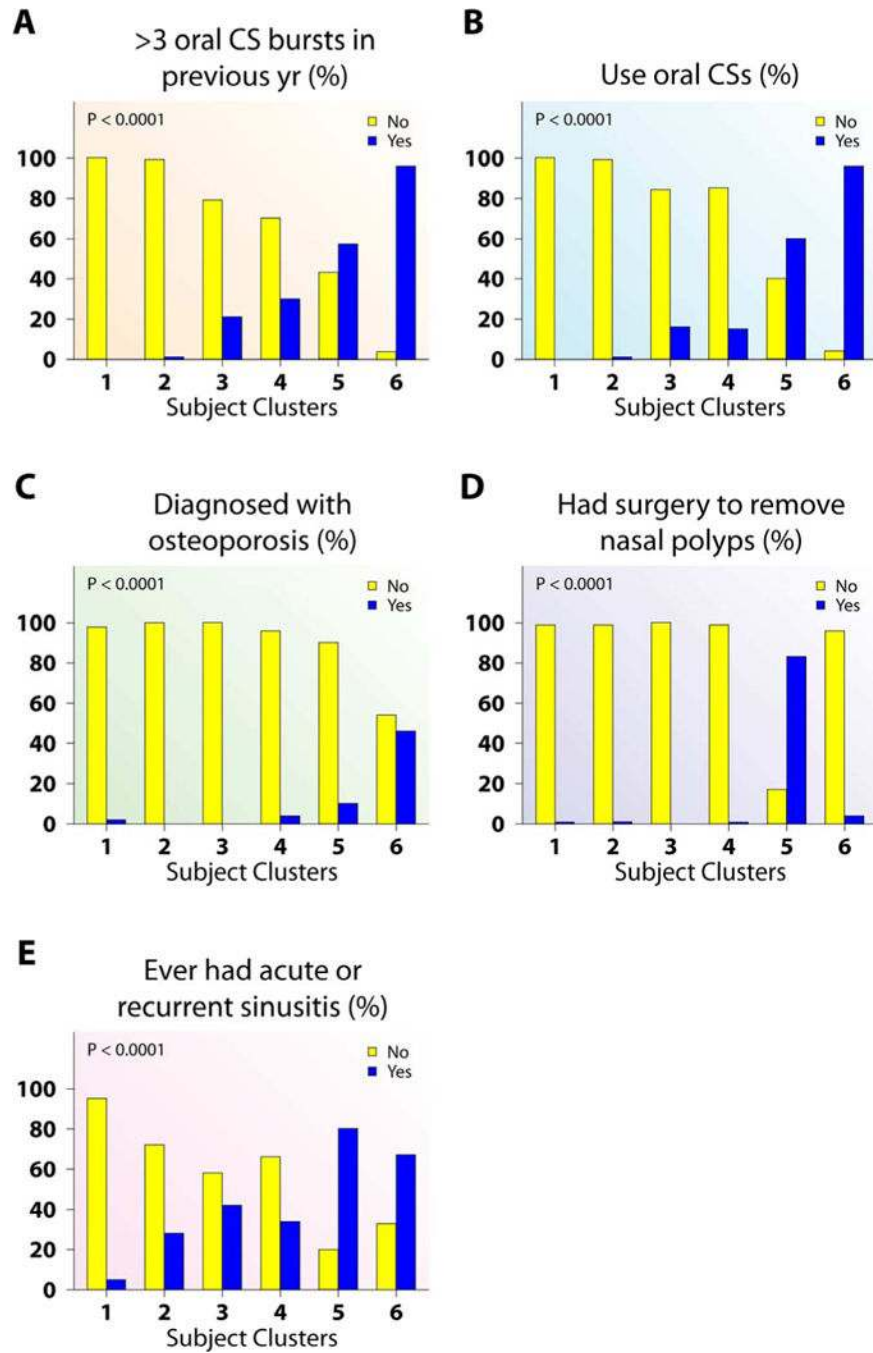 A
>3 oral CS bursts in
previous yr (%)
P < 0.0001
No
Yes
100
80
60
40
20
0
1 2 3 4 5 6
Subject Clusters
B
Use oral CSs (%)
P < 0.0001
No
Yes
100
80
60
40
20
0
1 2 3 4 5 6
Subject Clusters
C
Diagnosed with
osteoporosis (%)
P < 0.0001
No
Yes
100
80
60
40
20
0
1 2 3 4 5 6
Subject Clusters
D
Had surgery to remove
nasal polyps (%)
P < 0.0001
No
Yes
100
80
60
40
20
0
1 2 3 4 5 6
Subject Clusters
E
Ever had acute or
recurrent sinusitis (%)
P < 0.0001
No
Yes
100
80
60
40
20
0
1 2 3 4 5 6
Subject Clusters